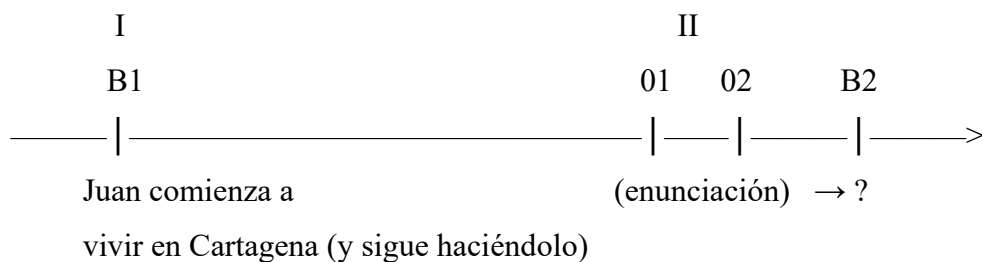 I II
B1 01 02 B2
Juan comienza a (enunciación) → ?
vivir en Cartagena (y sigue haciéndolo)